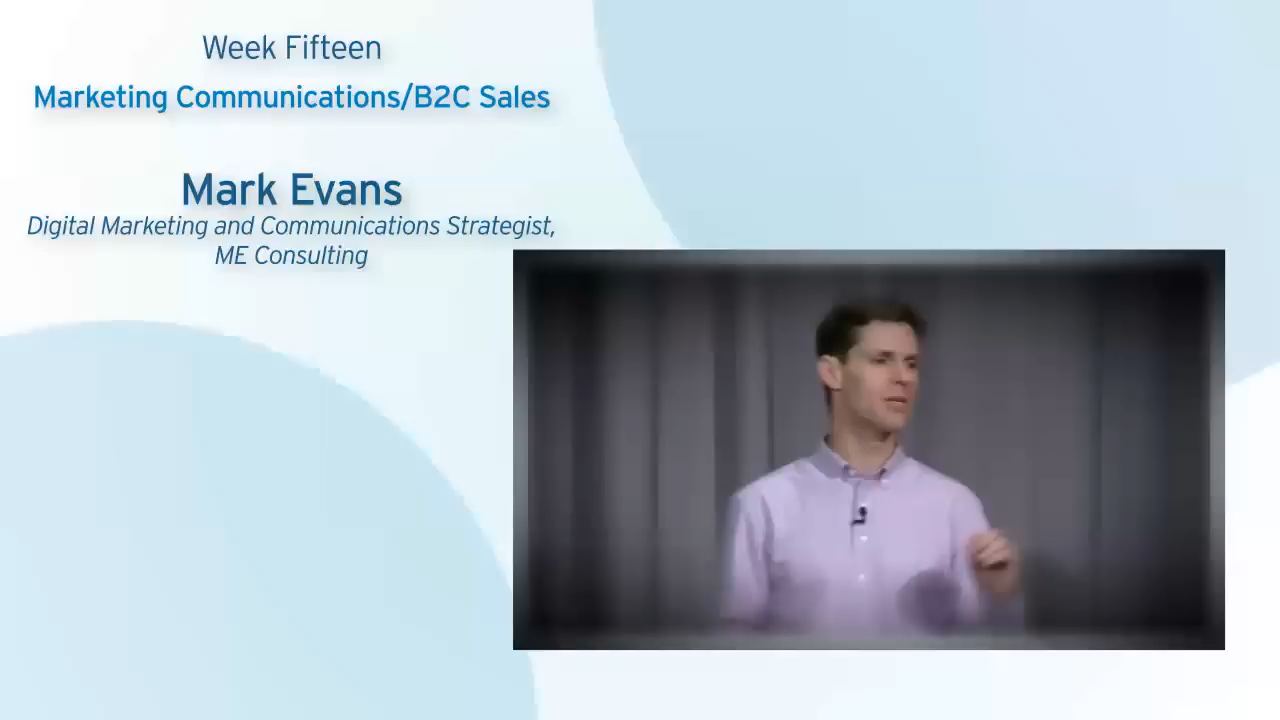 Week Fifteen
Marketing Communications/B2C Sales
Mark Evans
Digital Marketing and Communications Strategist,
ME Consulting